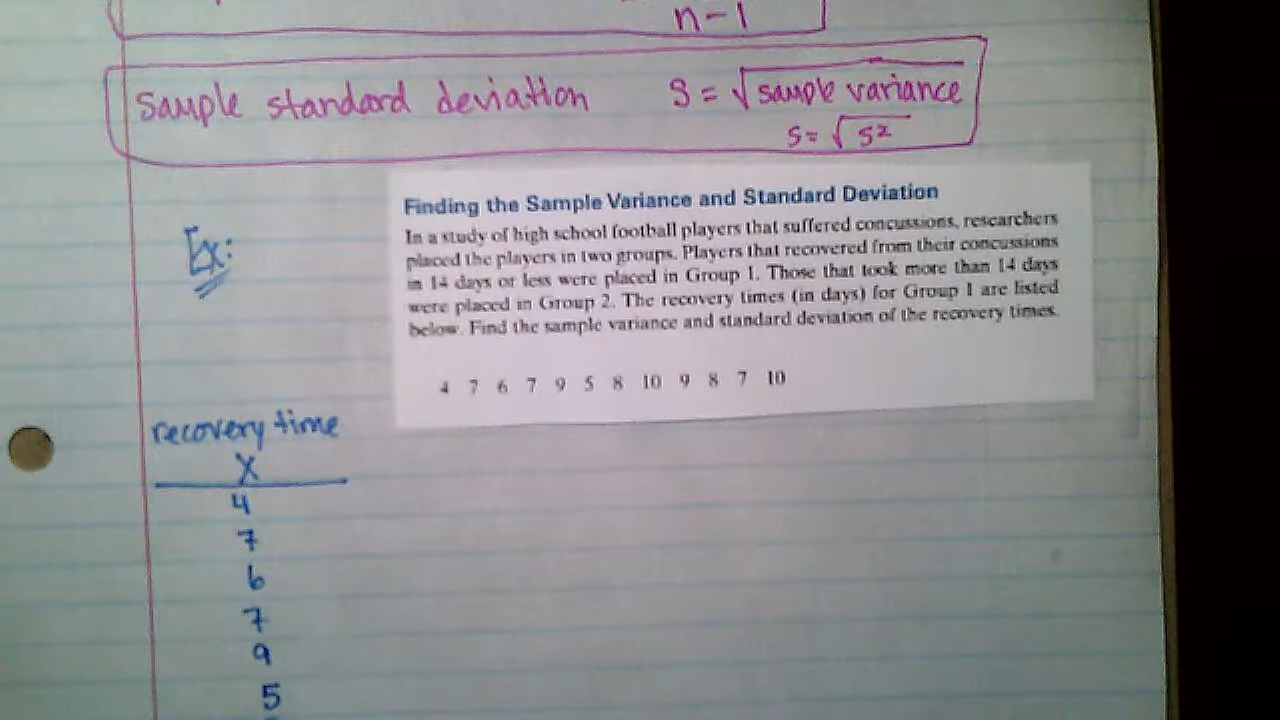 n-1
Sample standard deviation S = √sample variance
s = √s²
Finding the Sample Variance and Standard Deviation
Ex:
In a study of high school football players that suffered concussions, researchers
placed the players in two groups. Players that recovered from their concussions
in 14 days or less were placed in Group 1. Those that took more than 14 days
were placed in Group 2. The recovery times (in days) for Group 1 are listed
below. Find the sample variance and standard deviation of the recovery times.
4 7 6 7 9 5 8 10 9 8 7 10
recovery time
X
4
7
6
7
9
5